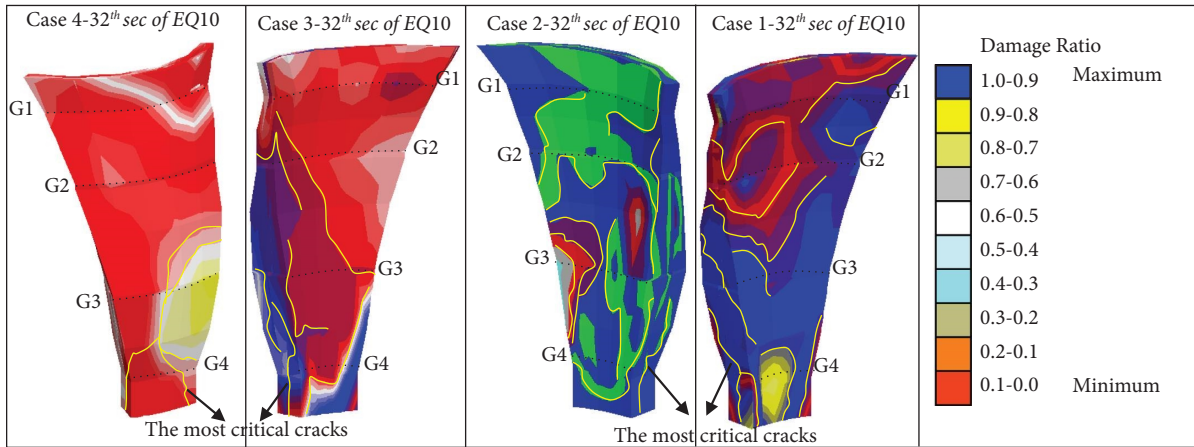 Case 4-32th sec of EQ10
Case 3-32th sec of EQ10
Case 2-32th sec of EQ10
Case 1-32th sec of EQ10
G1
G2
G3
G4
G1
G2
G3
G4
The most critical cracks
G1
G2
G3
G4
G1
G2
G3
G4
The most critical cracks
Damage Ratio
1.0-0.9 Maximum
0.9-0.8
0.8-0.7
0.7-0.6
0.6-0.5
0.5-0.4
0.4-0.3
0.3-0.2
0.2-0.1
0.1-0.0 Minimum